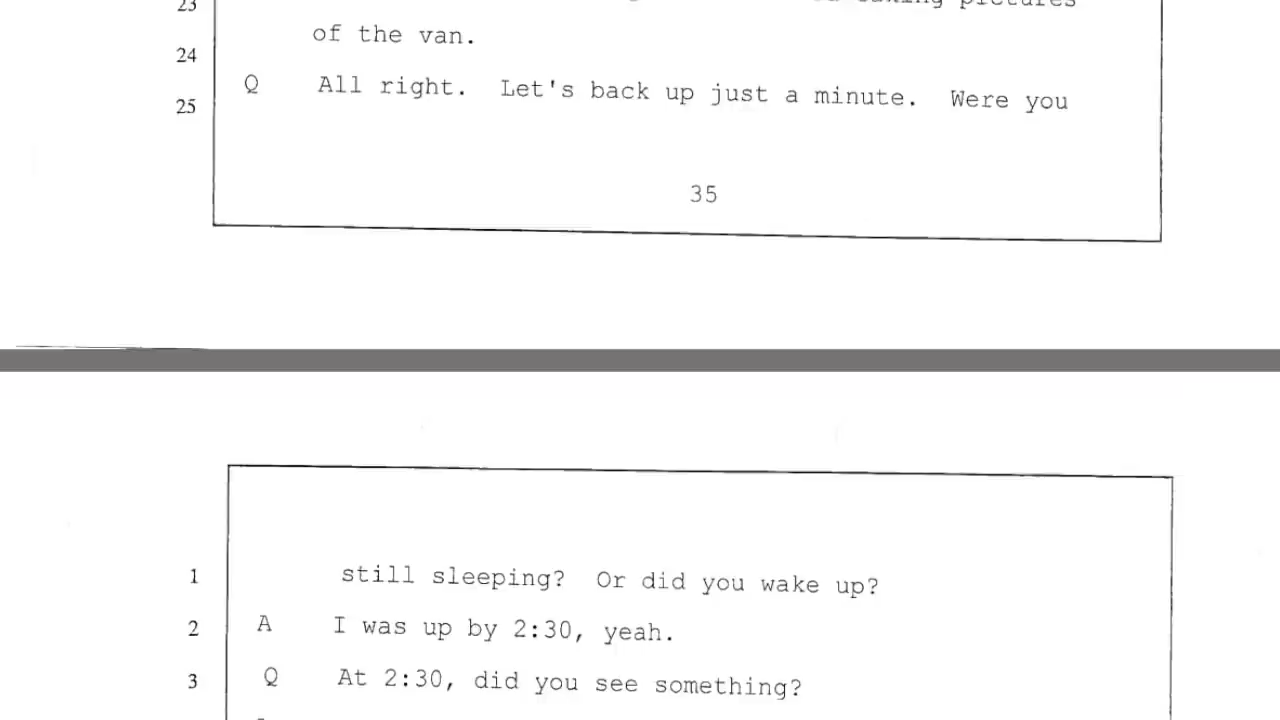 23 taking pictures
24 of the van.
25 Q All right. Let's back up just a minute. Were you
35
1 still sleeping? Or did you wake up?
2 A I was up by 2:30, yeah.
3 Q At 2:30, did you see something?